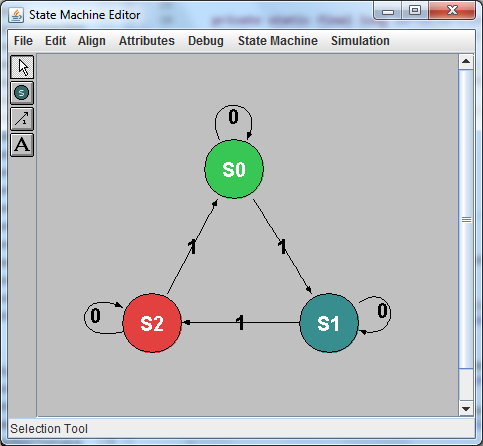 State Machine Editor
File Edit Align Attributes Debug State Machine Simulation
S
A
0
S0
1 1
0 S2 1 S1 0
Selection Tool